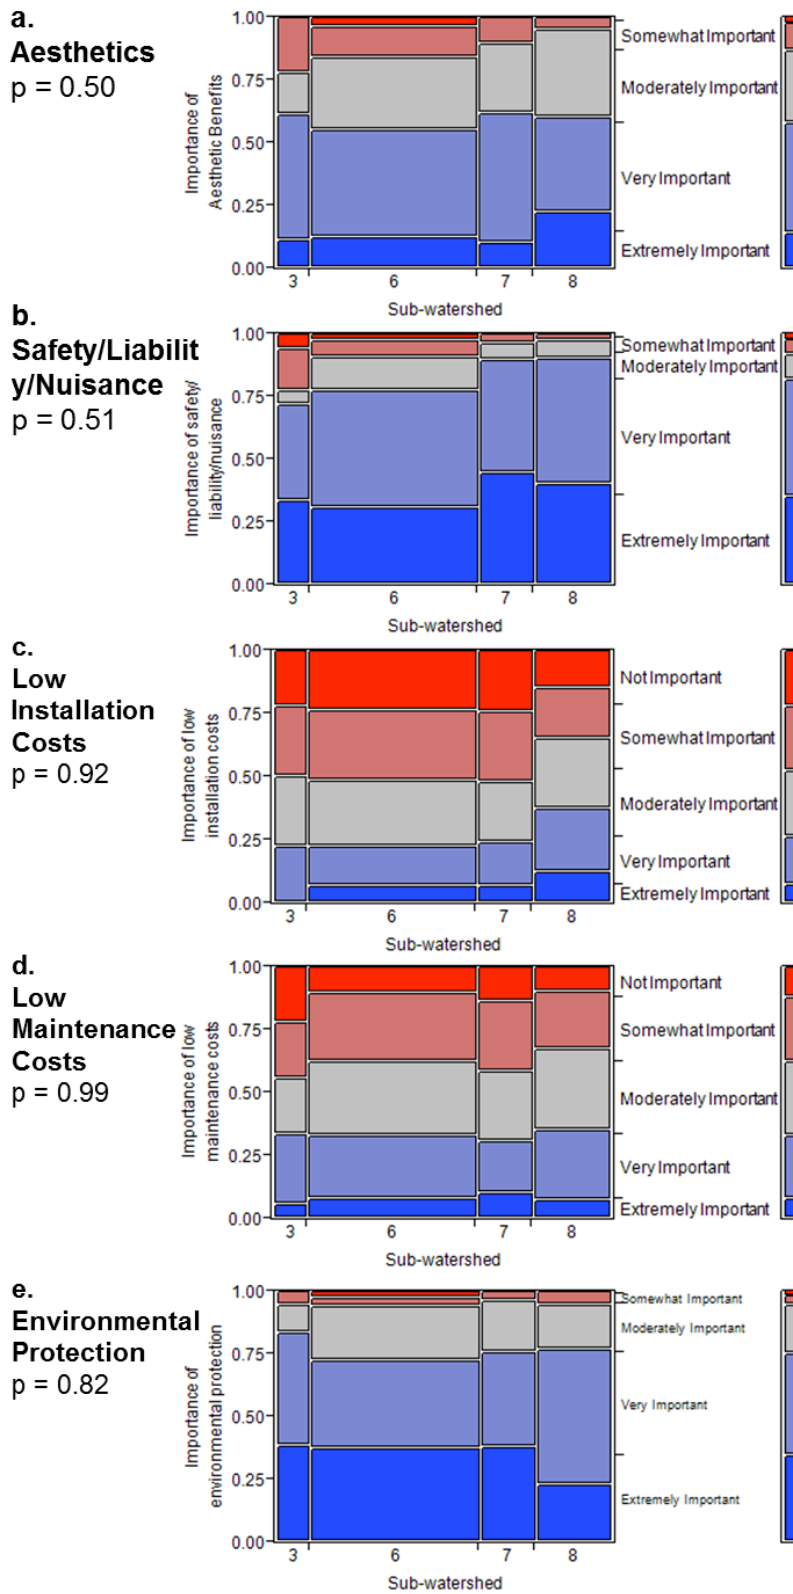 a.
Aesthetics
p = 0.50
Importance of
Aesthetic Benefits
1.00
0.75
0.50
0.25
0.00
3 6 7 8
Sub-watershed
Somewhat Important
Moderately Important
Very Important
Extremely Important
b.
Safety/Liabilit
y/Nuisance
p = 0.51
Importance of safety/
liability/nuisance
1.00
0.75
0.50
0.25
0.00
3 6 7 8
Sub-watershed
Somewhat Important
Moderately Important
Very Important
Extremely Important
c.
Low
Installation
Costs
p = 0.92
Importance of low
installation costs
1.00
0.75
0.50
0.25
0.00
3 6 7 8
Sub-watershed
Not Important
Somewhat Important
Moderately Important
Very Important
Extremely Important
d.
Low
Maintenance
Costs
p = 0.99
Importance of low
maintenance costs
1.00
0.75
0.50
0.25
0.00
3 6 7 8
Sub-watershed
Not Important
Somewhat Important
Moderately Important
Very Important
Extremely Important
e.
Environmental
Protection
p = 0.82
Importance of
environmental protection
1.00
0.75
0.50
0.25
0.00
3 6 7 8
Sub-watershed
Somewhat Important
Moderately Important
Very Important
Extremely Important